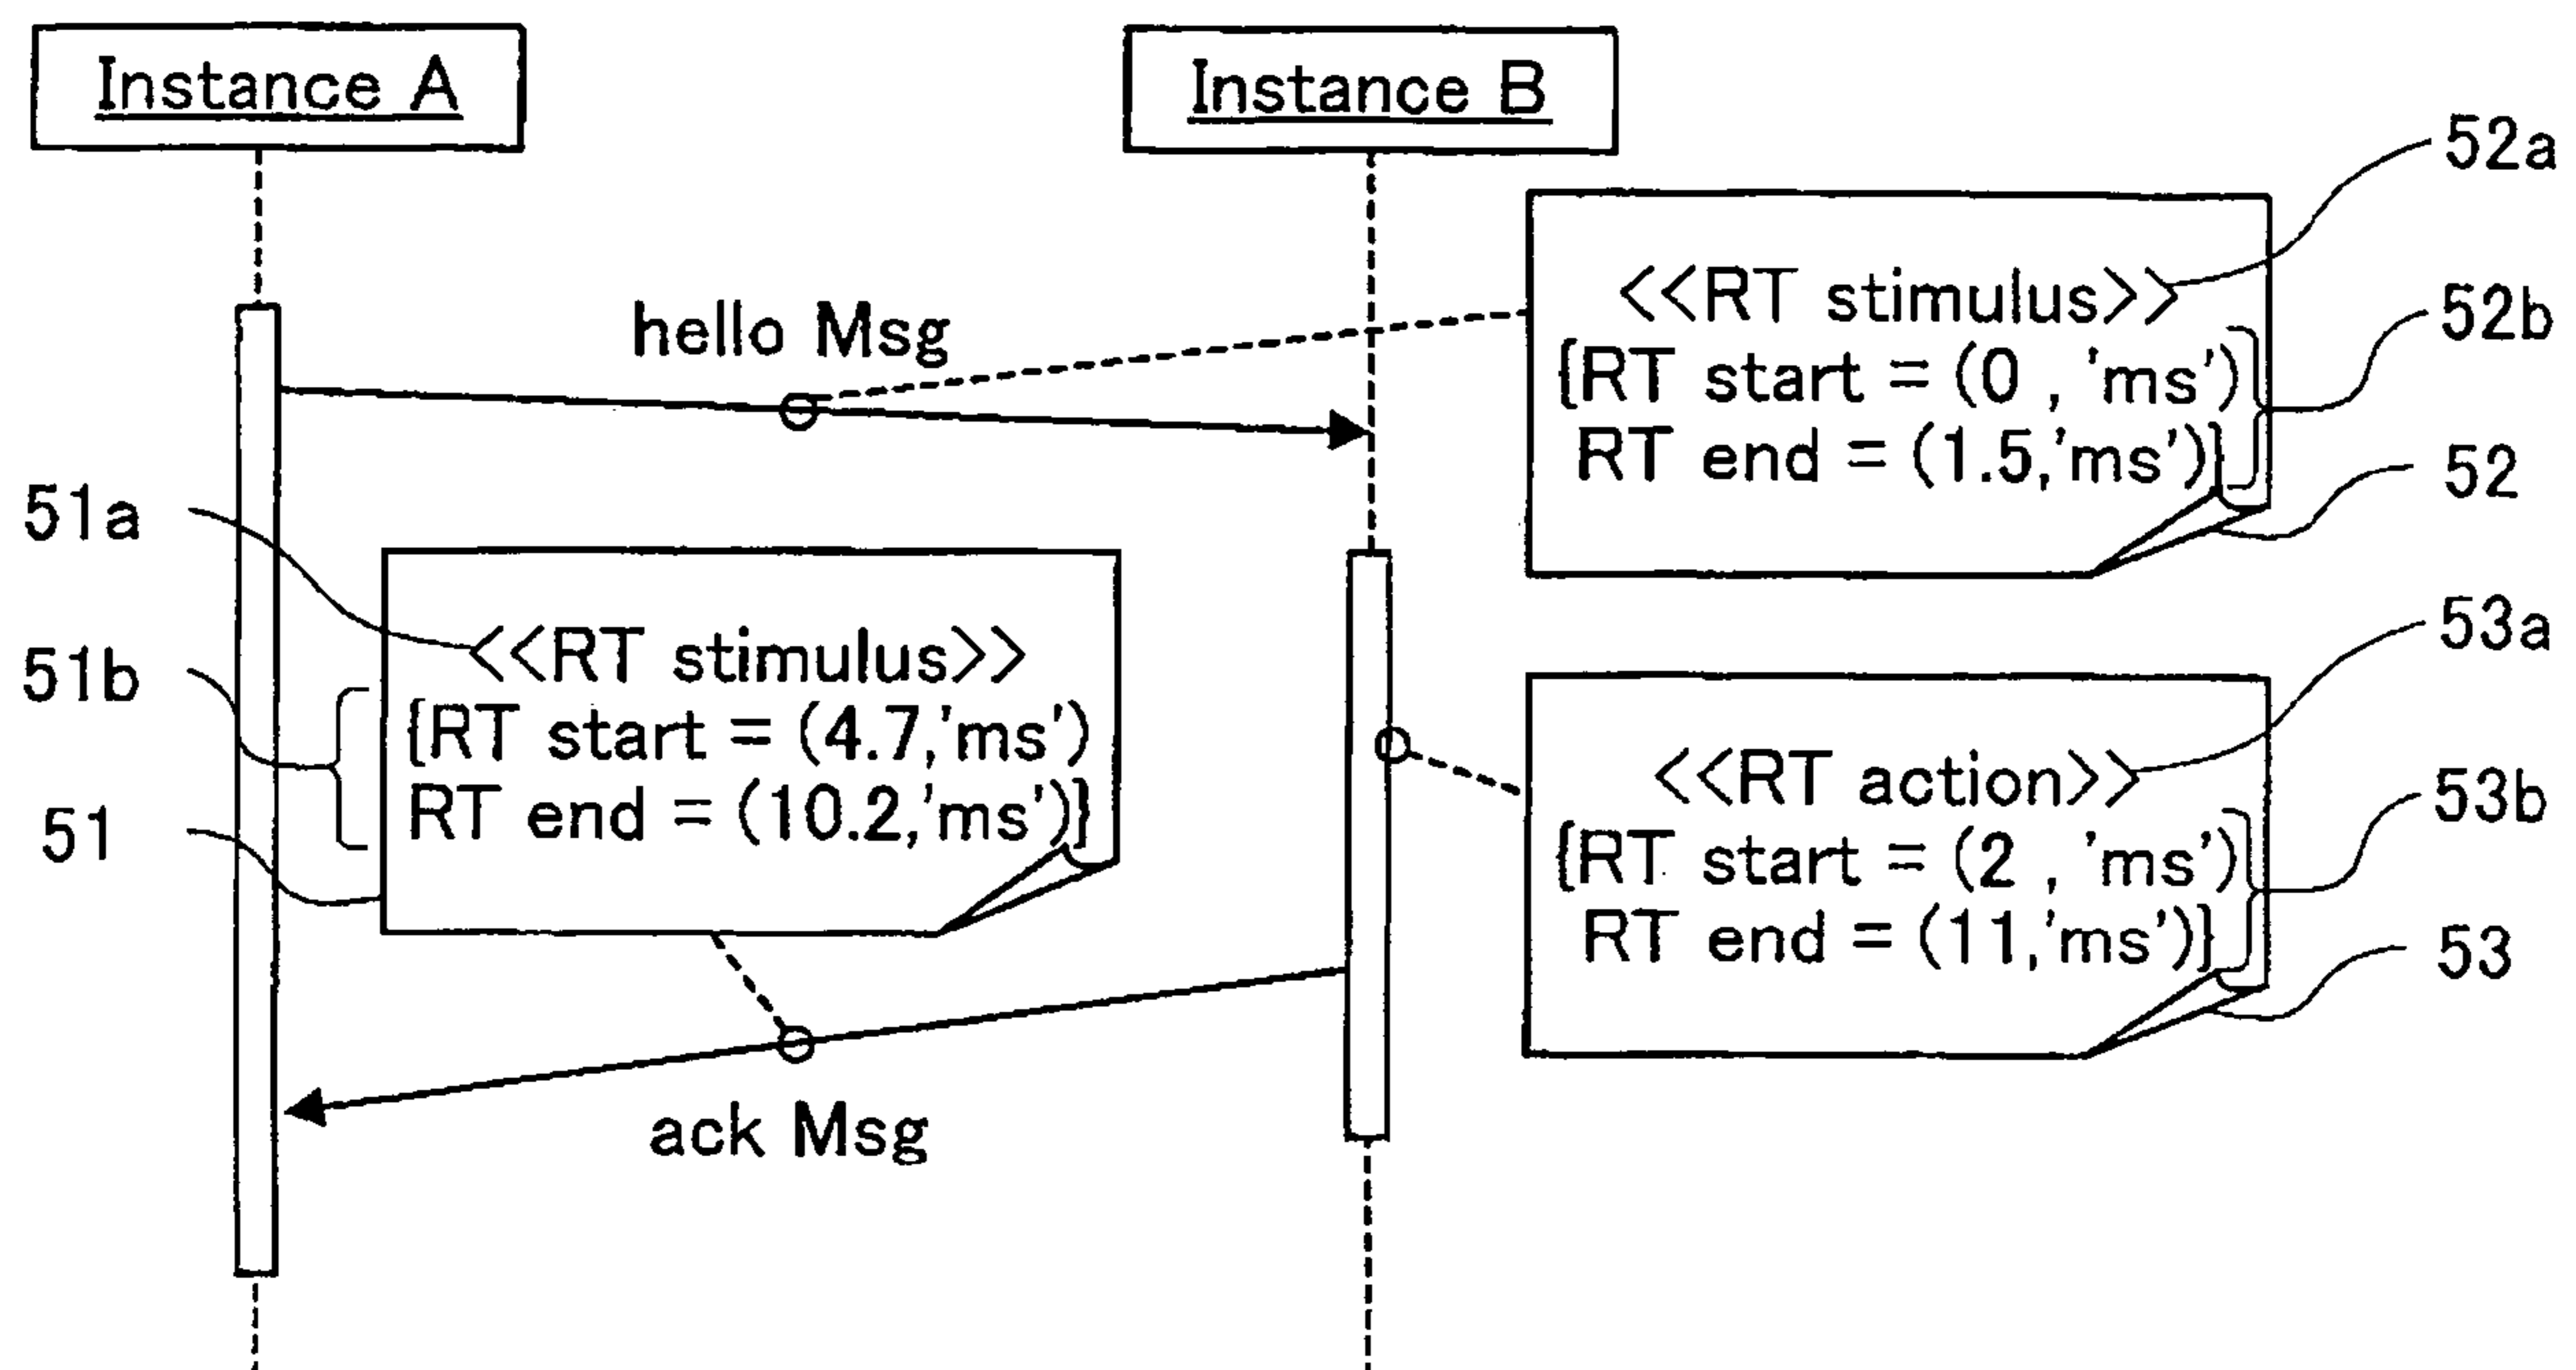 Instance A
Instance B
52a
<<RT stimulus>>
52b
hello Msg
{RT start = (0 , 'ms')
RT end = (1.5,'ms')}
52
51a
53a
<<RT stimulus>>
51b
{RT start = (4.7,'ms')
<<RT action>>
53b
RT end = (10.2,'ms')}
51
{RT start = (2 , 'ms')
RT end = (11,'ms')}
53
ack Msg